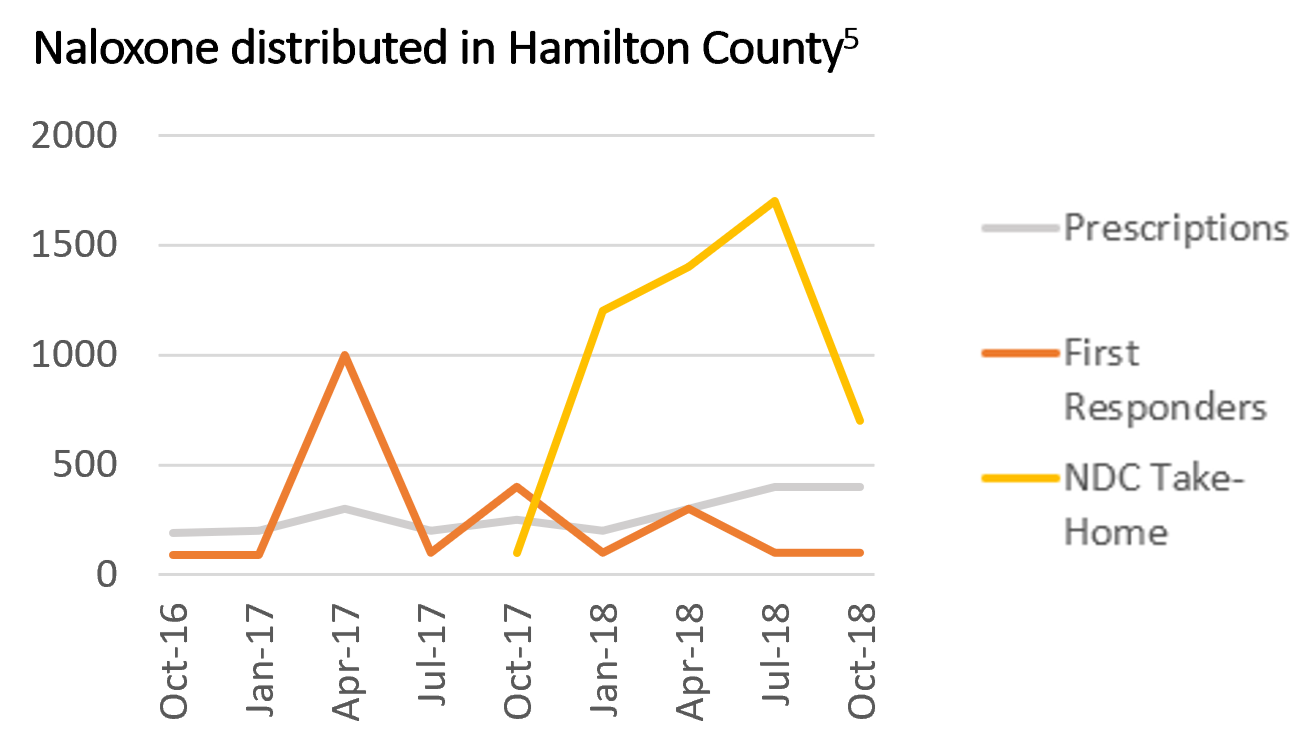 Naloxone distributed in Hamilton County⁵
2000
1500
1000
500
0
Oct-16
Jan-17
Apr-17
Jul-17
Oct-17
Jan-18
Apr-18
Jul-18
Oct-18
Prescriptions
First
Responders
NDC Take-
Home